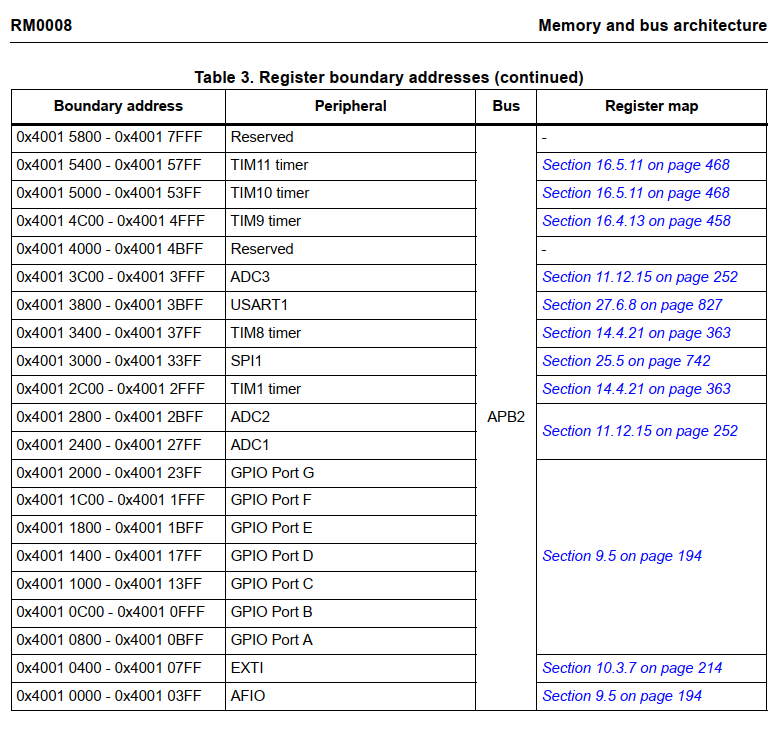 RM0008 Memory and bus architecture
Table 3. Register boundary addresses (continued)
Boundary address Peripheral Bus Register map
0x4001 5800 - 0x4001 7FFF Reserved -
0x4001 5400 - 0x4001 57FF TIM11 timer Section 16.5.11 on page 468
0x4001 5000 - 0x4001 53FF TIM10 timer Section 16.5.11 on page 468
0x4001 4C00 - 0x4001 4FFF TIM9 timer Section 16.4.13 on page 458
0x4001 4000 - 0x4001 4BFF Reserved -
0x4001 3C00 - 0x4001 3FFF ADC3 Section 11.12.15 on page 252
0x4001 3800 - 0x4001 3BFF USART1 Section 27.6.8 on page 827
0x4001 3400 - 0x4001 37FF TIM8 timer Section 14.4.21 on page 363
0x4001 3000 - 0x4001 33FF SPI1 Section 25.5 on page 742
0x4001 2C00 - 0x4001 2FFF TIM1 timer Section 14.4.21 on page 363
0x4001 2800 - 0x4001 2BFF ADC2 APB2
Section 11.12.15 on page 252
0x4001 2400 - 0x4001 27FF ADC1
0x4001 2000 - 0x4001 23FF GPIO Port G
0x4001 1C00 - 0x4001 1FFF GPIO Port F
0x4001 1800 - 0x4001 1BFF GPIO Port E
0x4001 1400 - 0x4001 17FF GPIO Port D Section 9.5 on page 194
0x4001 1000 - 0x4001 13FF GPIO Port C
0x4001 0C00 - 0x4001 0FFF GPIO Port B
0x4001 0800 - 0x4001 0BFF GPIO Port A
0x4001 0400 - 0x4001 07FF EXTI Section 10.3.7 on page 214
0x4001 0000 - 0x4001 03FF AFIO Section 9.5 on page 194